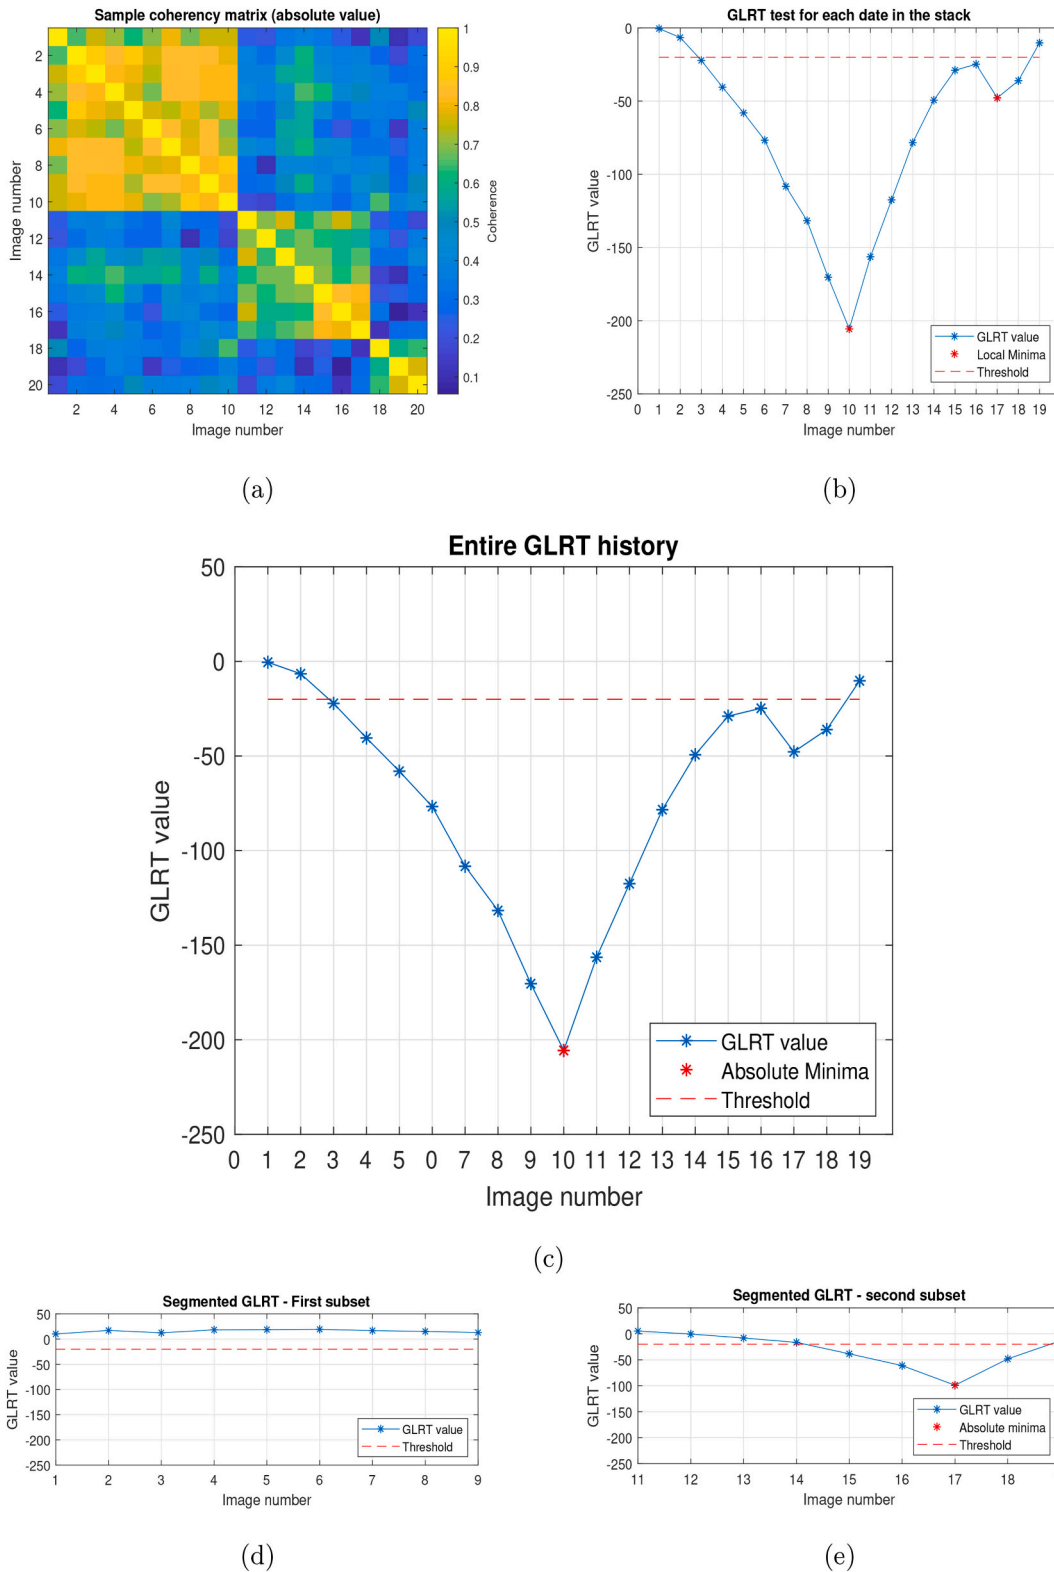 Sample coherency matrix (absolute value)
Image number
2
4
6
8
10
12
14
16
18
20
2 4 6 8 10 12 14 16 18 20
Image number
1
0.9
0.8
0.7
0.6
0.5
0.4
0.3
0.2
0.1
Coherence
(a)
GLRT test for each date in the stack
GLRT value
0
-50
-100
-150
-200
-250
0 1 2 3 4 5 6 7 8 9 10 11 12 13 14 15 16 17 18 19
Image number
GLRT value
Local Minima
Threshold
(b)
Entire GLRT history
GLRT value
50
0
-50
-100
-150
-200
-250
0 1 2 3 4 5 0 7 8 9 10 11 12 13 14 15 16 17 18 19
Image number
GLRT value
Absolute Minima
Threshold
(c)
Segmented GLRT - First subset
GLRT value
50
0
-50
-100
-150
-200
-250
1 2 3 4 5 6 7 8 9
Image number
GLRT value
Threshold
(d)
Segmented GLRT - second subset
GLRT value
50
0
-50
-100
-150
-200
-250
11 12 13 14 15 16 17 18
Image number
GLRT value
Absolute minima
Threshold
(e)